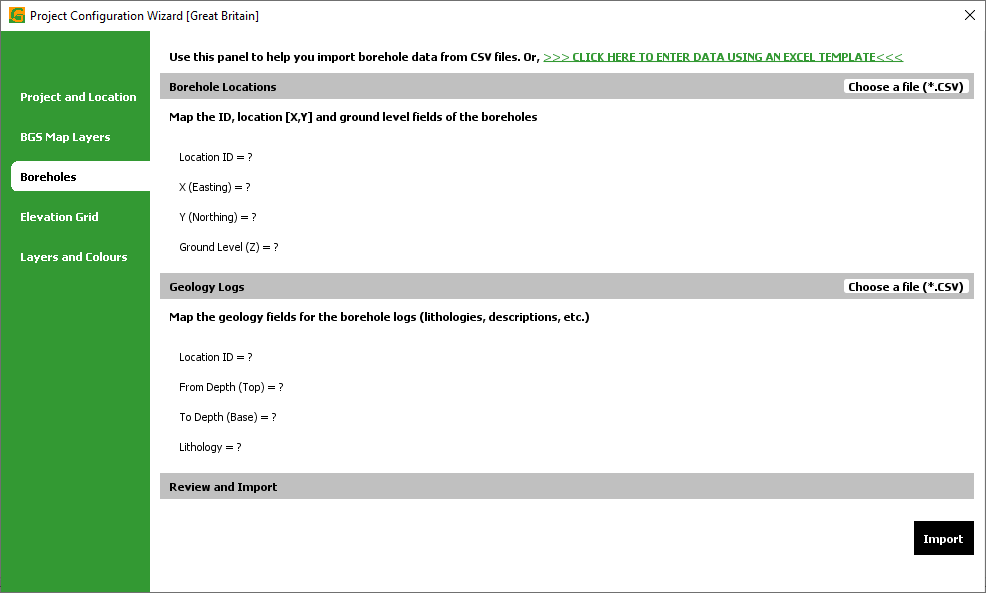 Project Configuration Wizard [Great Britain]
Use this panel to help you import borehole data from CSV files. Or, >>> CLICK HERE TO ENTER DATA USING AN EXCEL TEMPLATE<<<
Project and Location
BGS Map Layers
Boreholes
Elevation Grid
Layers and Colours
Borehole Locations
Choose a file (*.CSV)
Map the ID, location [X,Y] and ground level fields of the boreholes
Location ID = ?
X (Easting) = ?
Y (Northing) = ?
Ground Level (Z) = ?
Geology Logs
Choose a file (*.CSV)
Map the geology fields for the borehole logs (lithologies, descriptions, etc.)
Location ID = ?
From Depth (Top) = ?
To Depth (Base) = ?
Lithology = ?
Review and Import
Import